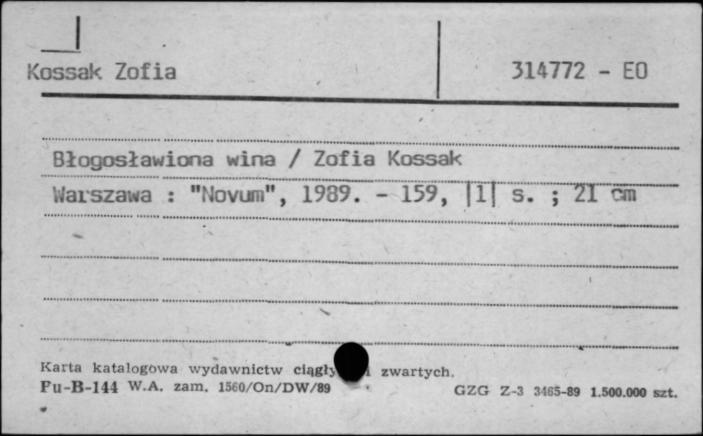 Kossak Zofia 314772 - EO
Błogosławiona wina / Zofia Kossak
Warszawa : "Novum", 1989. - 159, |1| s. ; 21 cm
Karta katalogowa wydawnictw zwartych.
Pu-B-144 W.A. zam. 1560/On/DW/89 GZG Z-3 3465-89 1.500.000 szt.